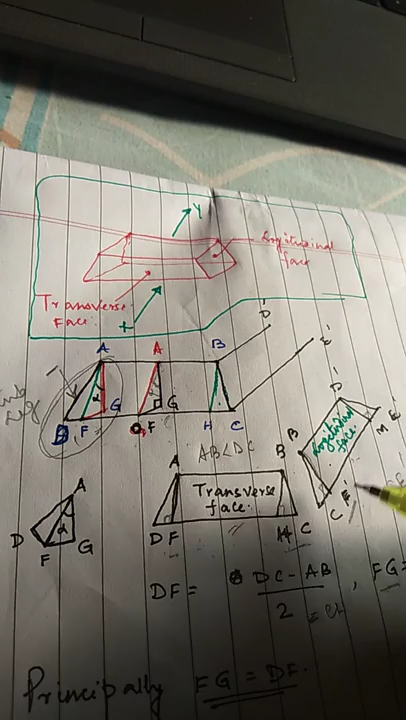 Y
Longitudinal
face
Transverse
Face
X
D'
E'
A A B
F G F G H C
D'
Longitudinal
face
B M E'
C E'
AB<DC
A B
Transverse
face.
D F H C
A
D
F α G
DF = DC - AB , FG =
2
Principally FG = DF.